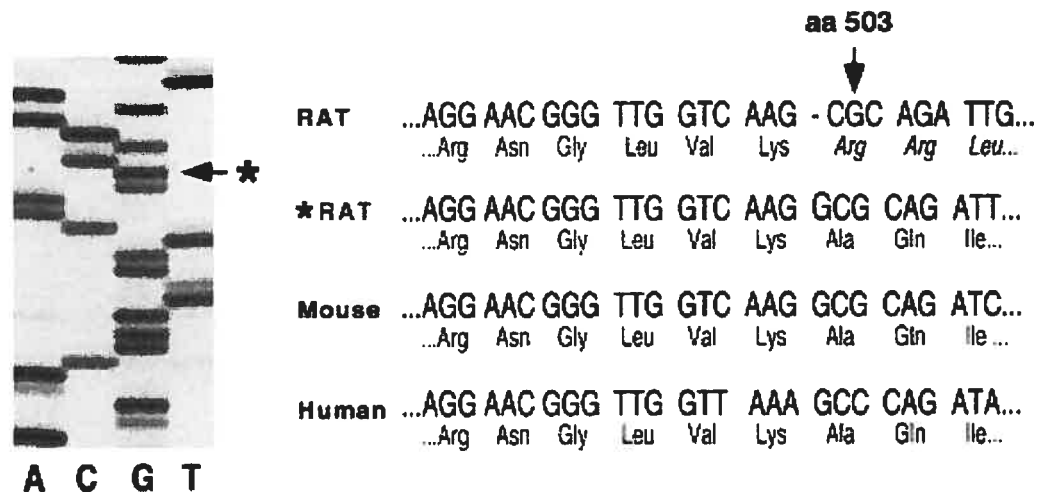 aa 503
RAT ...AGG AAC GGG TTG GTC AAG - CGC AGA TTG...
...Arg Asn Gly Leu Val Lys Arg Arg Leu...
*RAT ...AGG AAC GGG TTG GTC AAG GCG CAG ATT...
...Arg Asn Gly Leu Val Lys Ala Gln Ile...
Mouse ...AGG AAC GGG TTG GTC AAG GCG CAG ATC...
...Arg Asn Gly Leu Val Lys Ala Gln Ile...
Human ...AGG AAC GGG TTG GTT AAA GCC CAG ATA...
...Arg Asn Gly Leu Val Lys Ala Gln Ile...
*
A C G T